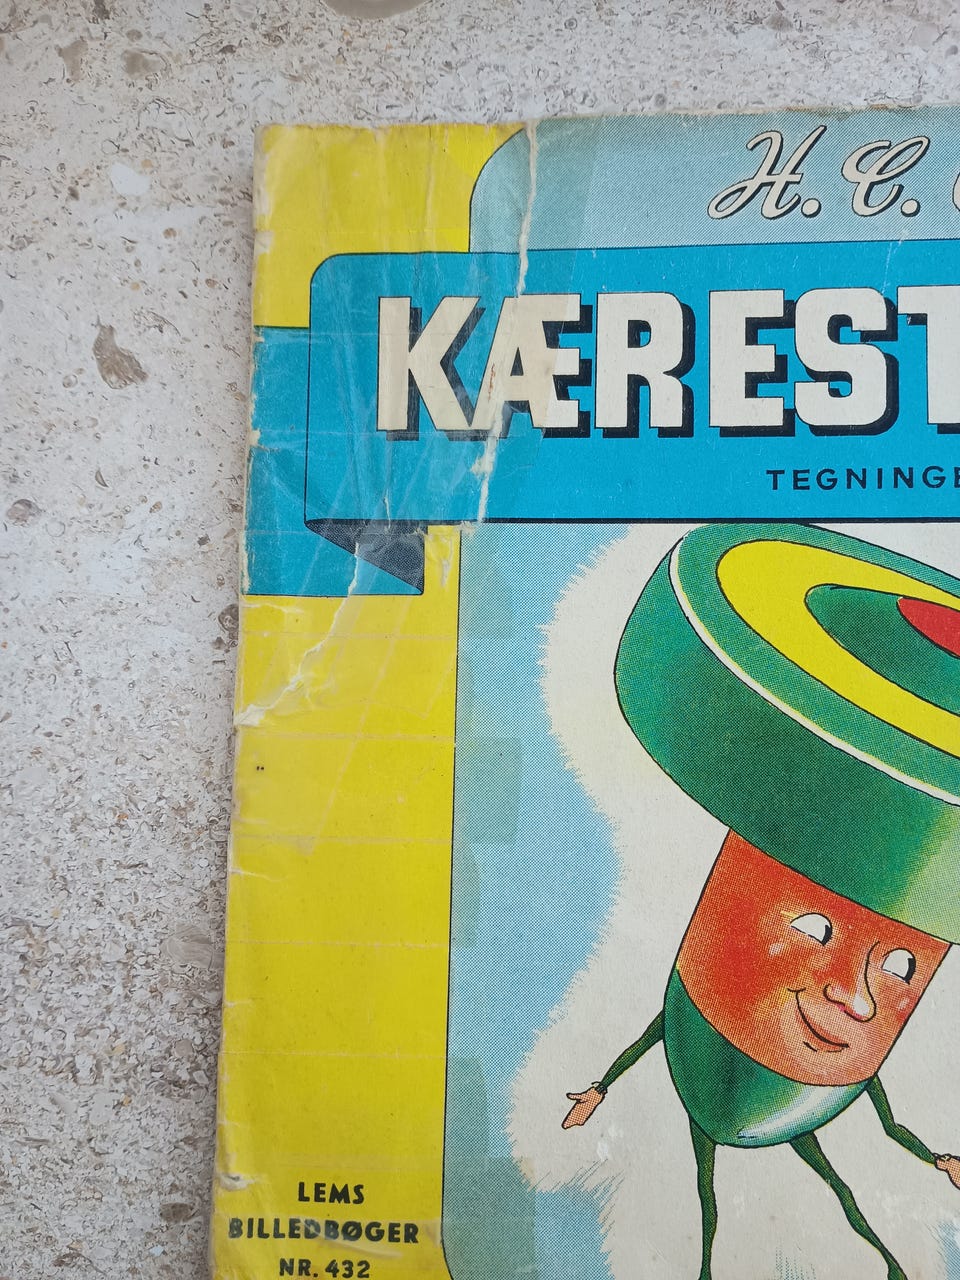 H. C.
KÆREST
TEGNINGE
LEMS
BILLEDBØGER
NR. 432